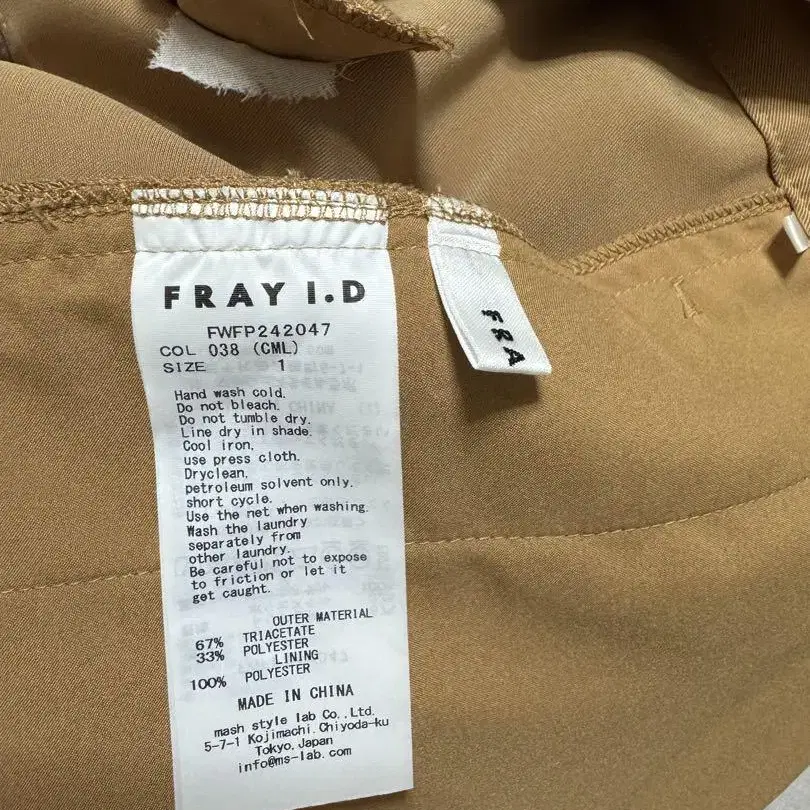 FRAY I.D
FWFP242047
COL 038 (CML)
SIZE 1
Hand wash cold.
Do not bleach.
Do not tumble dry.
Line dry in shade.
Cool iron,
use press cloth.
Dryclean,
petroleum solvent only.
short cycle.
Use the net when washing.
Wash the laundry
separately from
other laundry.
Be careful not to expose
to friction or let it
get caught.
OUTER MATERIAL
67% TRIACETATE
33% POLYESTER
LINING
100% POLYESTER
MADE IN CHINA
mash style lab Co.,Ltd.
5-7-1 Kojimachi.Chiyoda-ku
Tokyo,Japan
info@ms-lab.com
FRA